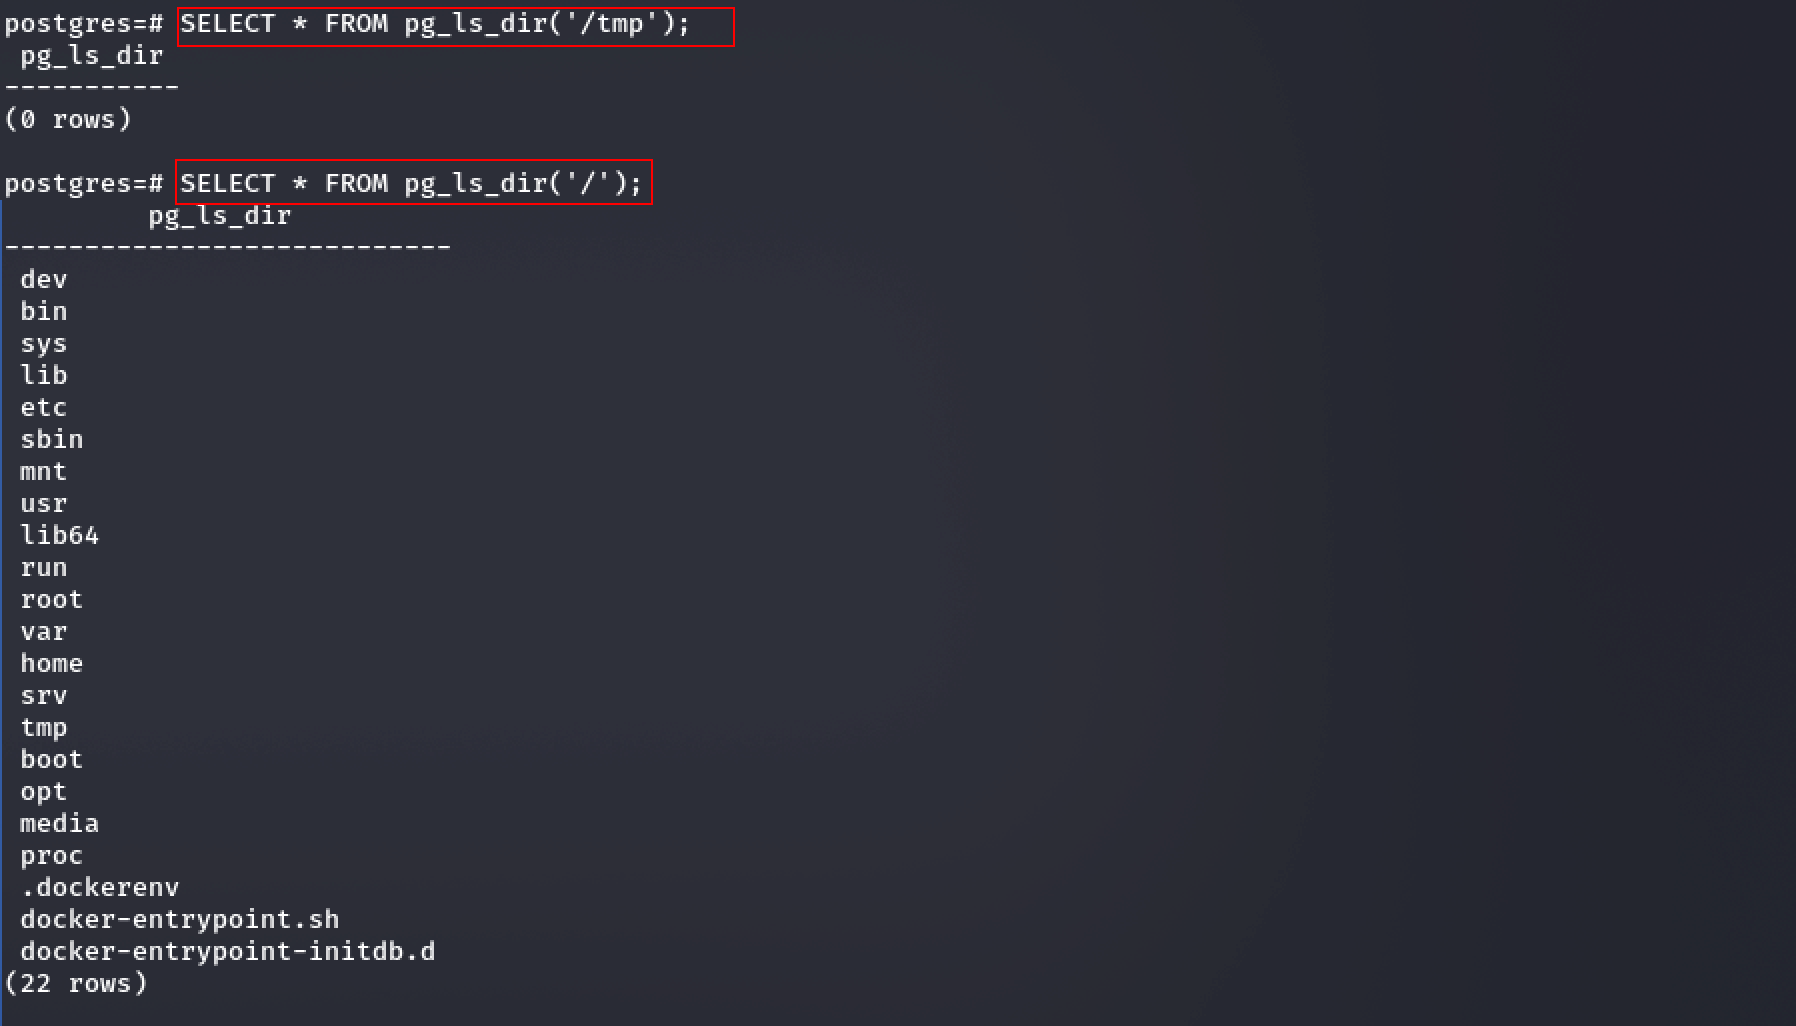 postgres=# SELECT * FROM pg_ls_dir('/tmp');
pg_ls_dir
-----------
(0 rows)
postgres=# SELECT * FROM pg_ls_dir('/');
pg_ls_dir
----------------------------
dev
bin
sys
lib
etc
sbin
mnt
usr
lib64
run
root
var
home
srv
tmp
boot
opt
media
proc
.dockerenv
docker-entrypoint.sh
docker-entrypoint-initdb.d
(22 rows)